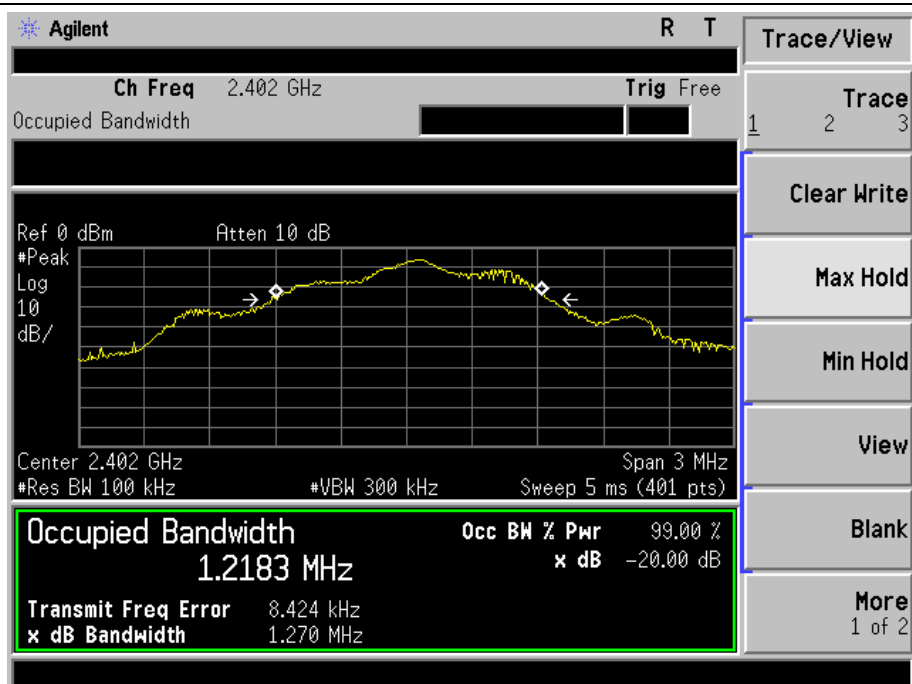 Agilent R T
Ch Freq 2.402 GHz Trig Free
Occupied Bandwidth
Ref 0 dBm Atten 10 dB
#Peak
Log
10
dB/
Center 2.402 GHz Span 3 MHz
#Res BW 100 kHz #VBW 300 kHz Sweep 5 ms (401 pts)
Occupied Bandwidth Occ BW % Pwr 99.00 %
1.2183 MHz x dB -20.00 dB
Transmit Freq Error 8.424 kHz
x dB Bandwidth 1.270 MHz
Trace/View
Trace
1 2 3
Clear Write
Max Hold
Min Hold
View
Blank
More
1 of 2